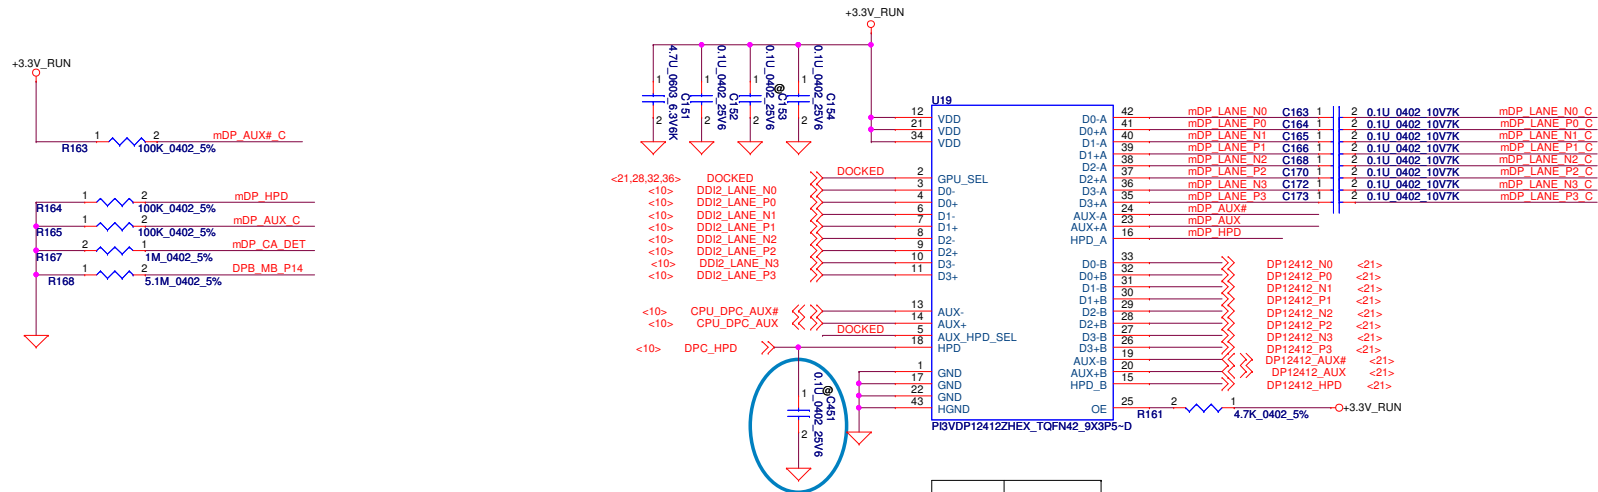 +3.3V_RUN
1 2 mDP_AUX#_C
R163 100K_0402_5%
1 2 mDP_HPD
R164 100K_0402_5%
1 2 mDP_AUX_C
R165 100K_0402_5%
2 1 mDP_CA_DET
R167 1M_0402_5%
1 2 DPB_MB_P14
R168 5.1M_0402_5%
+3.3V_RUN
4.7U_0603_6.3V6K
1 2 C151
0.1U_0402_25V6
1 2 C152
0.1U_0402_25V6
1 2 @C153
0.1U_0402_25V6
1 2 C154
U19
12 VDD
21 VDD
34 VDD
<21,28,32,36> DOCKED DOCKED 2 GPU_SEL
<10> DDI2_LANE_N0 3 D0-
<10> DDI2_LANE_P0 4 D0+
<10> DDI2_LANE_N1 6 D1-
<10> DDI2_LANE_P1 7 D1+
<10> DDI2_LANE_N2 8 D2-
<10> DDI2_LANE_P2 9 D2+
<10> DDI2_LANE_N3 10 D3-
<10> DDI2_LANE_P3 11 D3+
<10> CPU_DPC_AUX# 13 AUX-
<10> CPU_DPC_AUX 14 AUX+
DOCKED 5 AUX_HPD_SEL
<10> DPC_HPD 18 HPD
1 GND
17 GND
22 GND
43 HGND
0.1U_0402_25V6
1 2 @C451
D0-A 42 mDP_LANE_N0 C163 1 2 0.1U_0402_10V7K mDP_LANE_N0_C
D0+A 41 mDP_LANE_P0 C164 1 2 0.1U_0402_10V7K mDP_LANE_P0_C
D1-A 40 mDP_LANE_N1 C165 1 2 0.1U_0402_10V7K mDP_LANE_N1_C
D1+A 39 mDP_LANE_P1 C166 1 2 0.1U_0402_10V7K mDP_LANE_P1_C
D2-A 38 mDP_LANE_N2 C168 1 2 0.1U_0402_10V7K mDP_LANE_N2_C
D2+A 37 mDP_LANE_P2 C170 1 2 0.1U_0402_10V7K mDP_LANE_P2_C
D3-A 36 mDP_LANE_N3 C172 1 2 0.1U_0402_10V7K mDP_LANE_N3_C
D3+A 35 mDP_LANE_P3 C173 1 2 0.1U_0402_10V7K mDP_LANE_P3_C
AUX-A 24 mDP_AUX#
AUX+A 23 mDP_AUX
HPD_A 16 mDP_HPD
D0-B 33 DP12412_N0 <21>
D0+B 32 DP12412_P0 <21>
D1-B 31 DP12412_N1 <21>
D1+B 30 DP12412_P1 <21>
D2-B 29 DP12412_N2 <21>
D2+B 28 DP12412_P2 <21>
D3-B 27 DP12412_N3 <21>
D3+B 26 DP12412_P3 <21>
AUX-B 19 DP12412_AUX# <21>
AUX+B 20 DP12412_AUX <21>
HPD_B 15 DP12412_HPD <21>
OE 25 R161 2 1 4.7K_0402_5% +3.3V_RUN
PI3VDP12412ZHEX_TQFN42_9X3P5~D